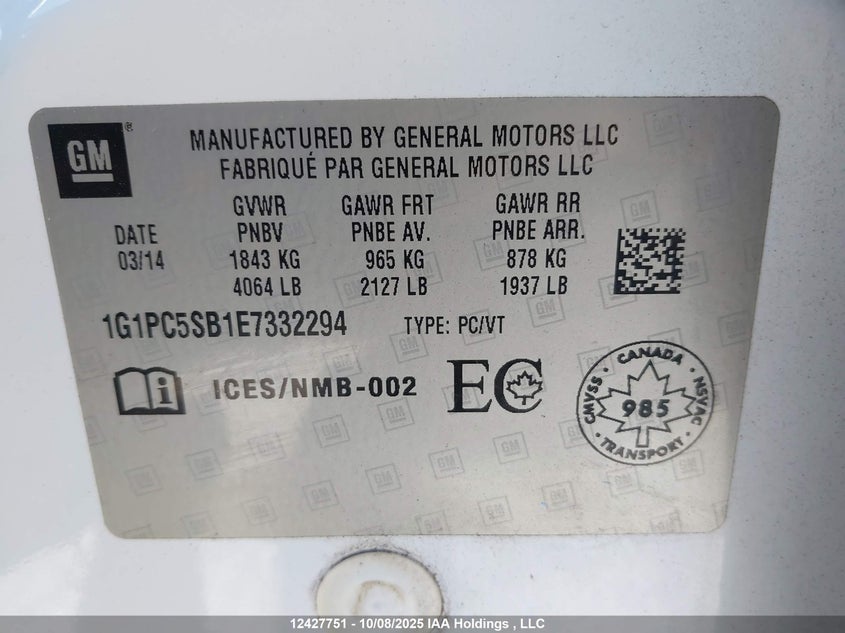 GM
®
MANUFACTURED BY GENERAL MOTORS LLC
FABRIQUÉ PAR GENERAL MOTORS LLC
GVWR GAWR FRT GAWR RR
DATE PNBV PNBE AV. PNBE ARR.
03/14 1843 KG 965 KG 878 KG
4064 LB 2127 LB 1937 LB
1G1PC5SB1E7332294 TYPE: PC/VT
i ICES/NMB-002 EC
CMVSS · CANADA · NSVAC · TRANSPORT ·
985
12427751 - 10/08/2025 IAA Holdings , LLC